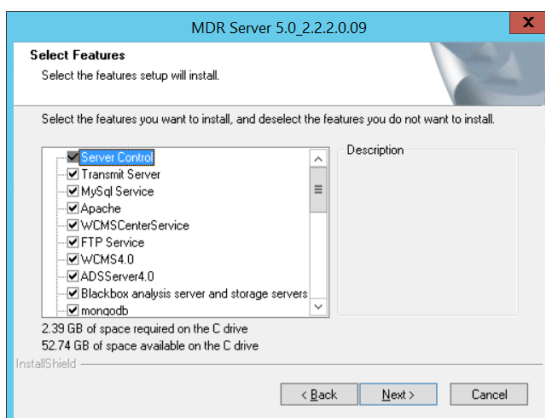 MDR Server 5.0_2.2.2.0.09
x
Select Features
Select the features setup will install.
Select the features you want to install, and deselect the features you do not want to install.
Server Control
Transmit Server
MySql Service
Apache
WCMSCenterService
FTP Service
WCMS4.0
ADSServer4.0
Blackbox analysis server and storage servers
mongodb
Description
2.39 GB of space required on the C drive
52.74 GB of space available on the C drive
InstallShield
< Back
Next >
Cancel